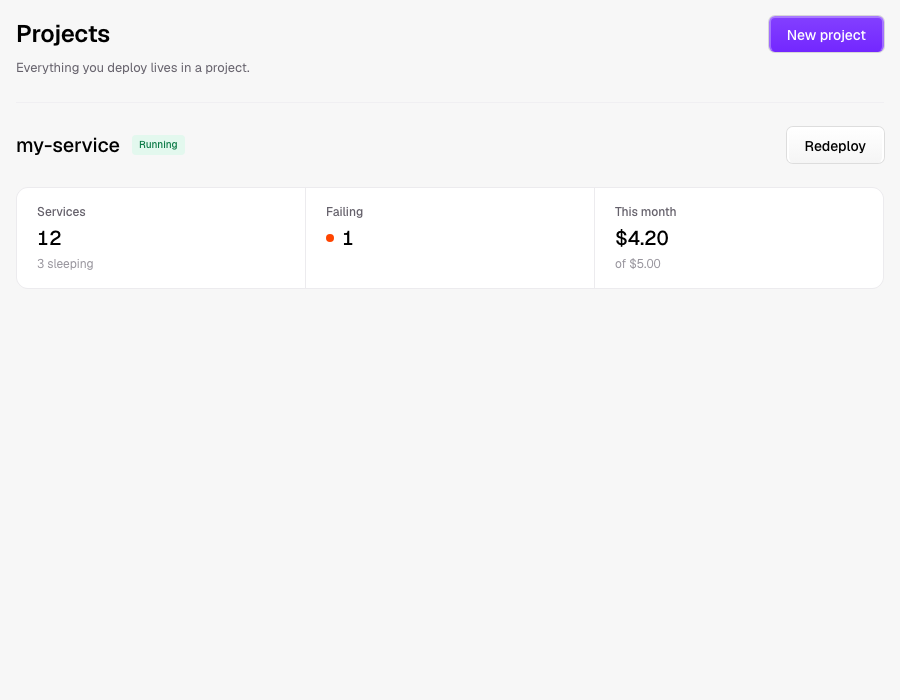 Projects
New project
Everything you deploy lives in a project.
my-service
Running
Redeploy
Services
12
3 sleeping
Failing
1
This month
$4.20
of $5.00